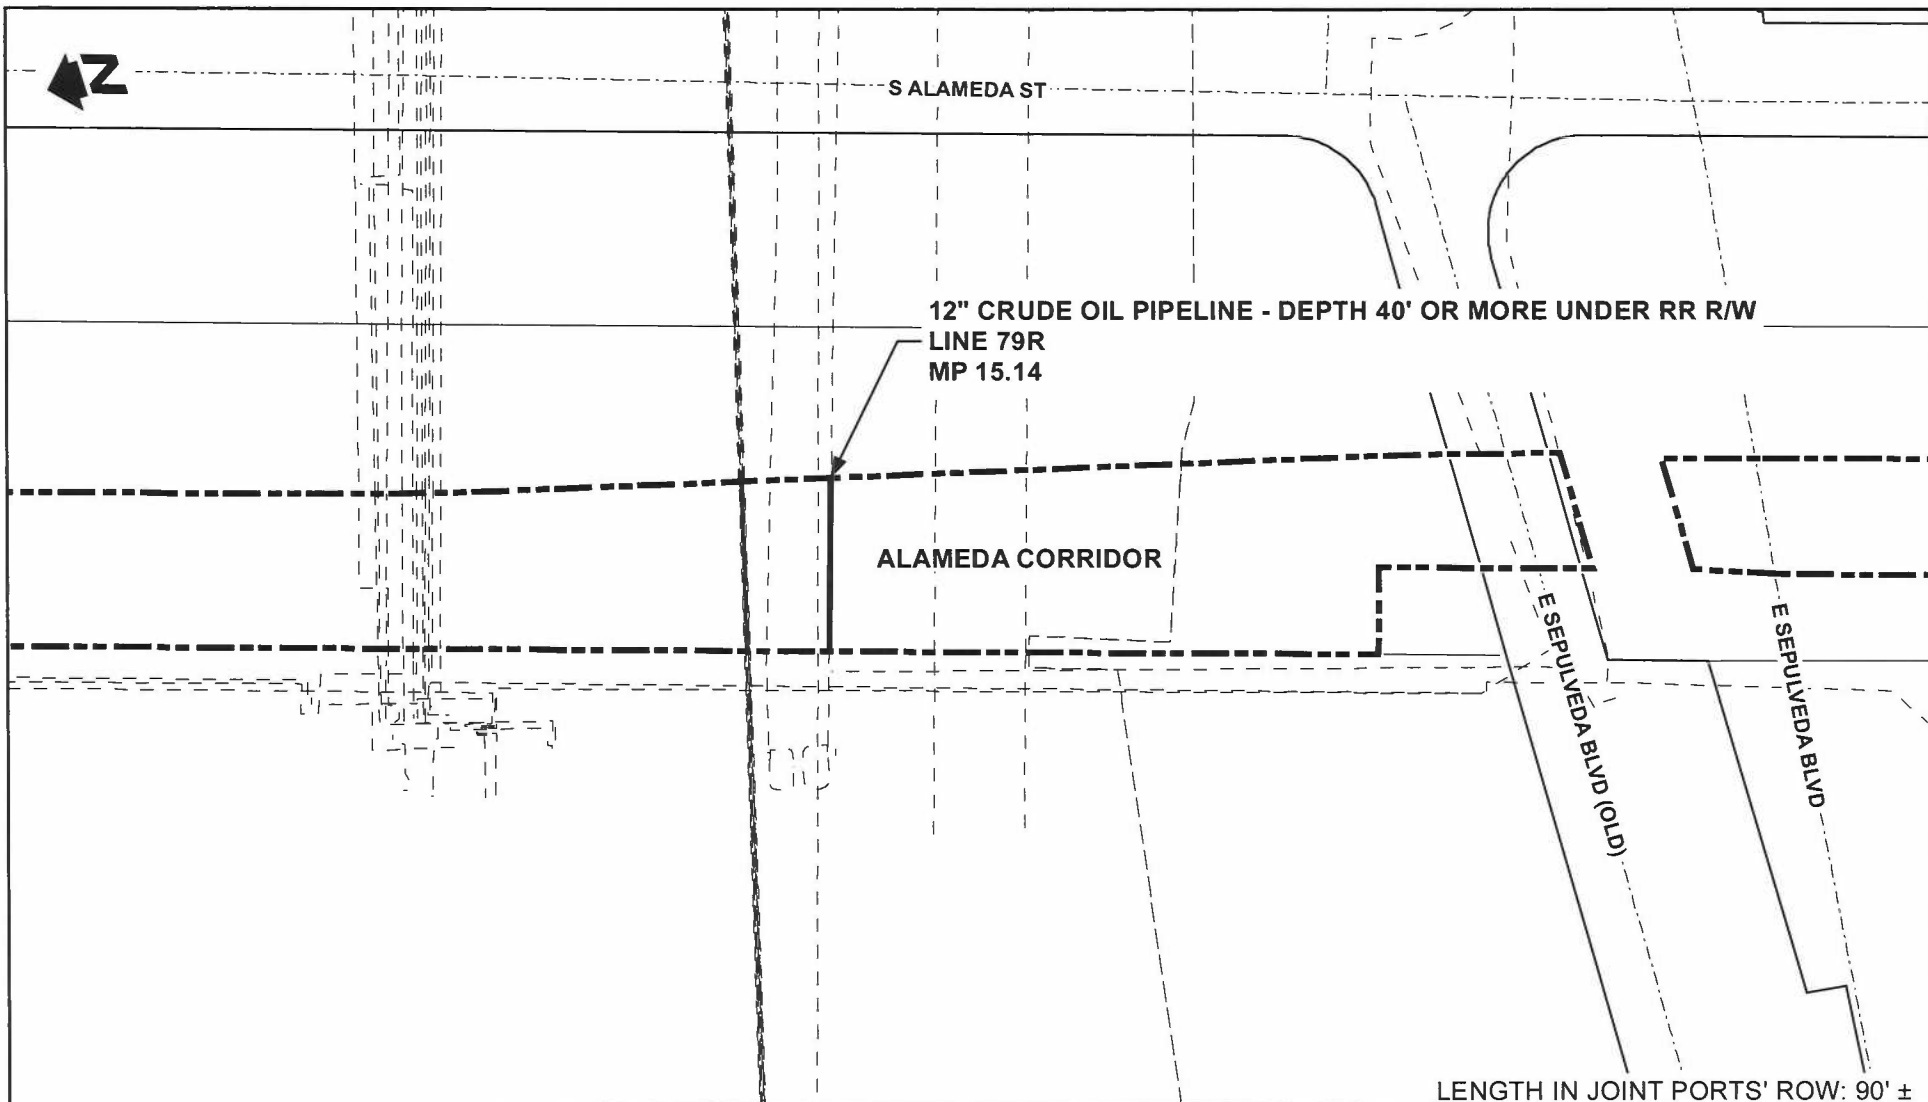 N
S ALAMEDA ST
12" CRUDE OIL PIPELINE - DEPTH 40' OR MORE UNDER RR R/W
LINE 79R
MP 15.14
ALAMEDA CORRIDOR
E SEPULVEDA BLVD (OLD)
E SEPULVEDA BLVD
LENGTH IN JOINT PORTS' ROW: 90' ±